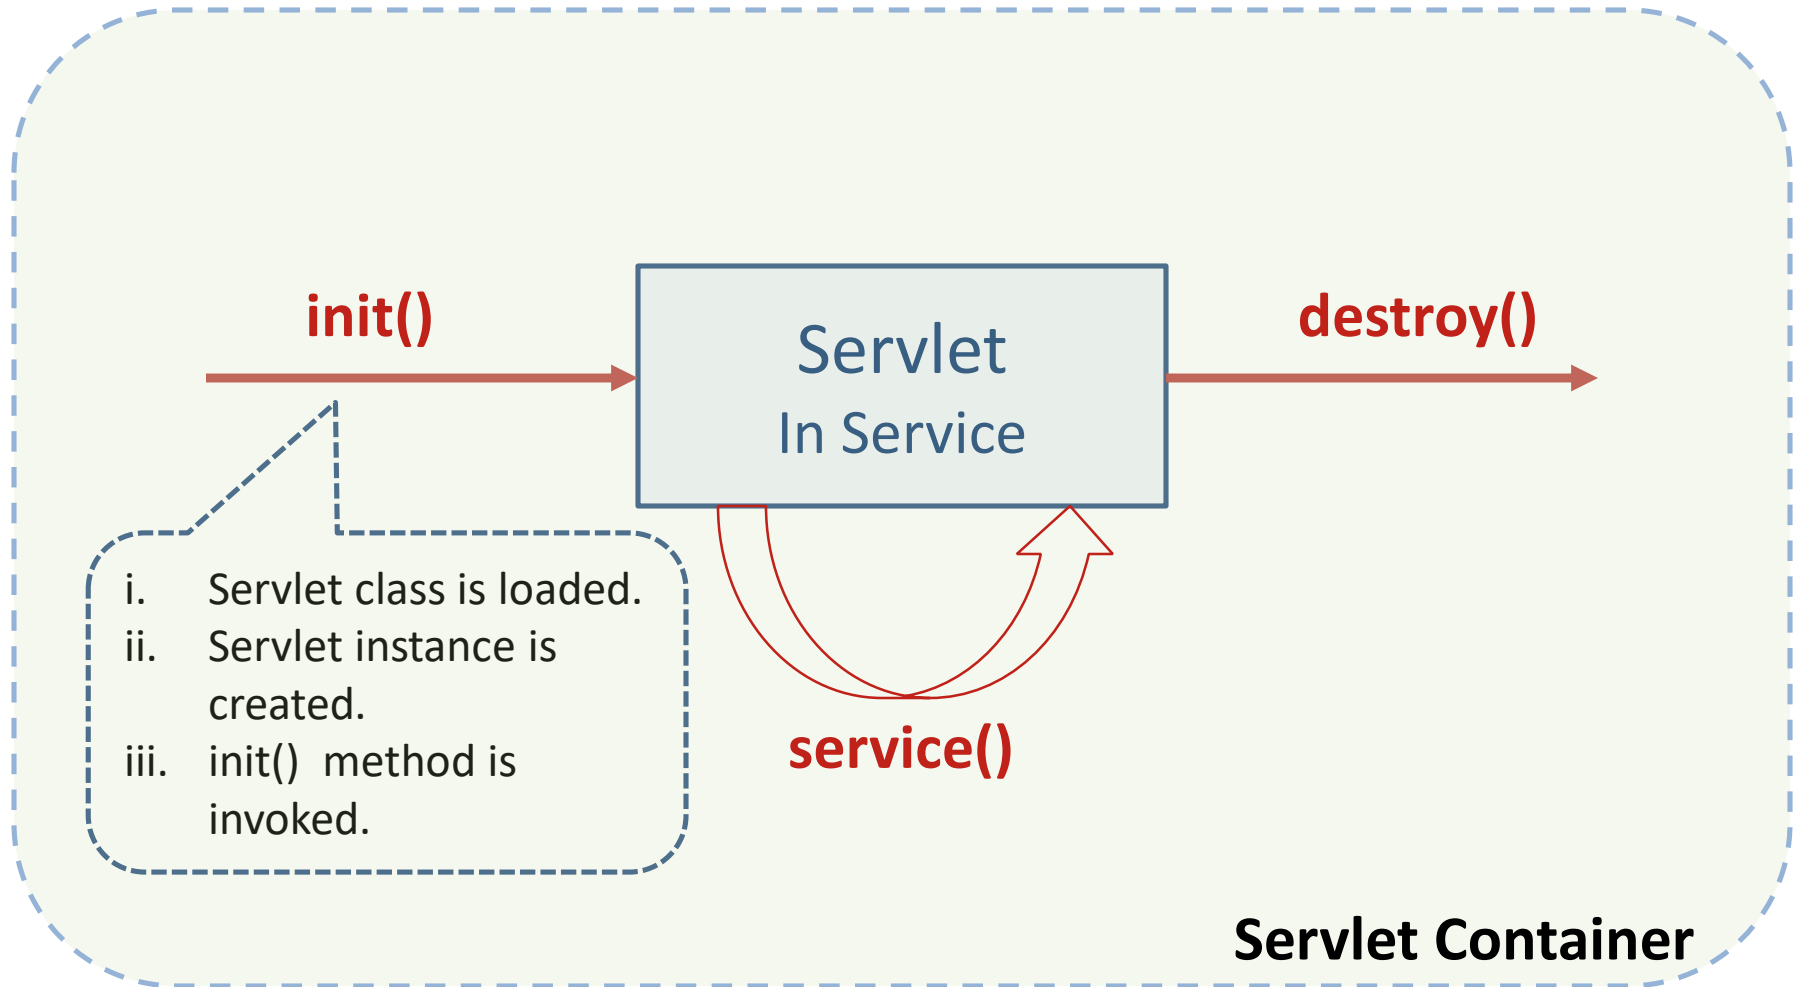 init()
Servlet
In Service
destroy()
i. Servlet class is loaded.
ii. Servlet instance is
created.
iii. init() method is
invoked.
service()
Servlet Container